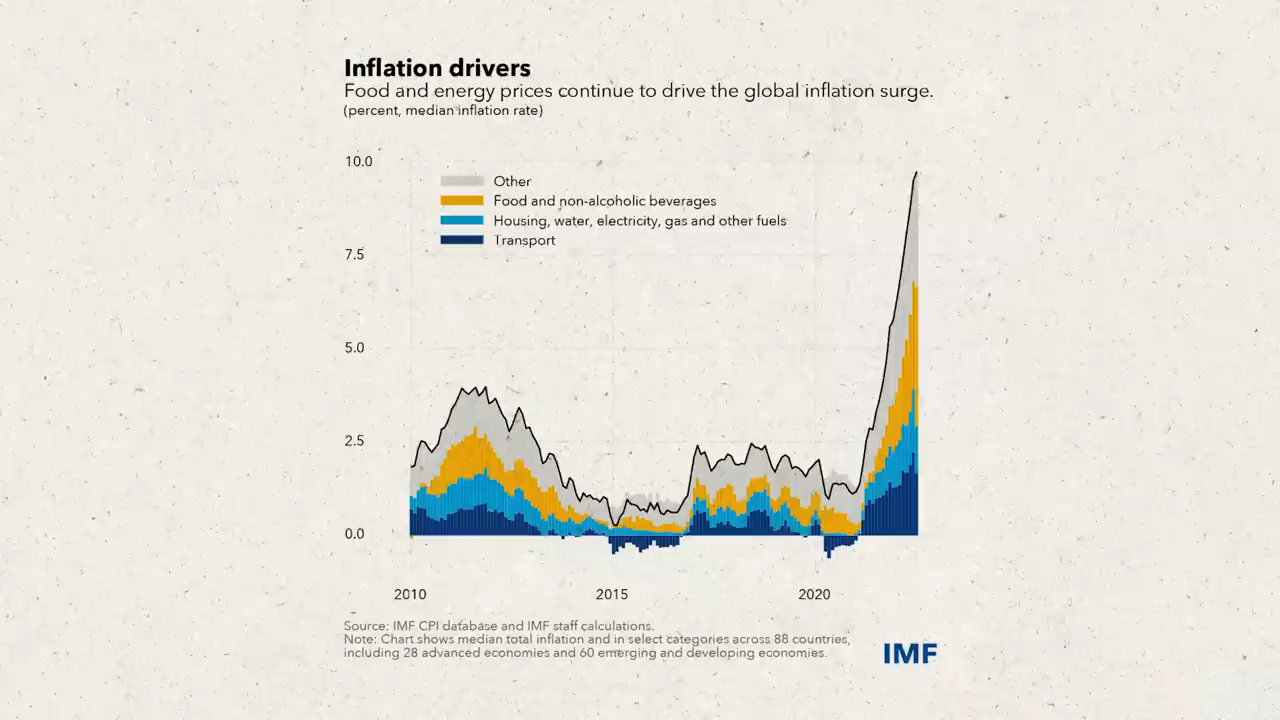 Inflation drivers
Food and energy prices continue to drive the global inflation surge.
(percent, median inflation rate)
10.0
Other
Food and non-alcoholic beverages
Housing, water, electricity, gas and other fuels
Transport
7.5
5.0
2.5
0.0
2010 2015 2020
Source: IMF CPI database and IMF staff calculations.
Note: Chart shows median total inflation and in select categories across 88 countries,
including 28 advanced economies and 60 emerging and developing economies.
IMF